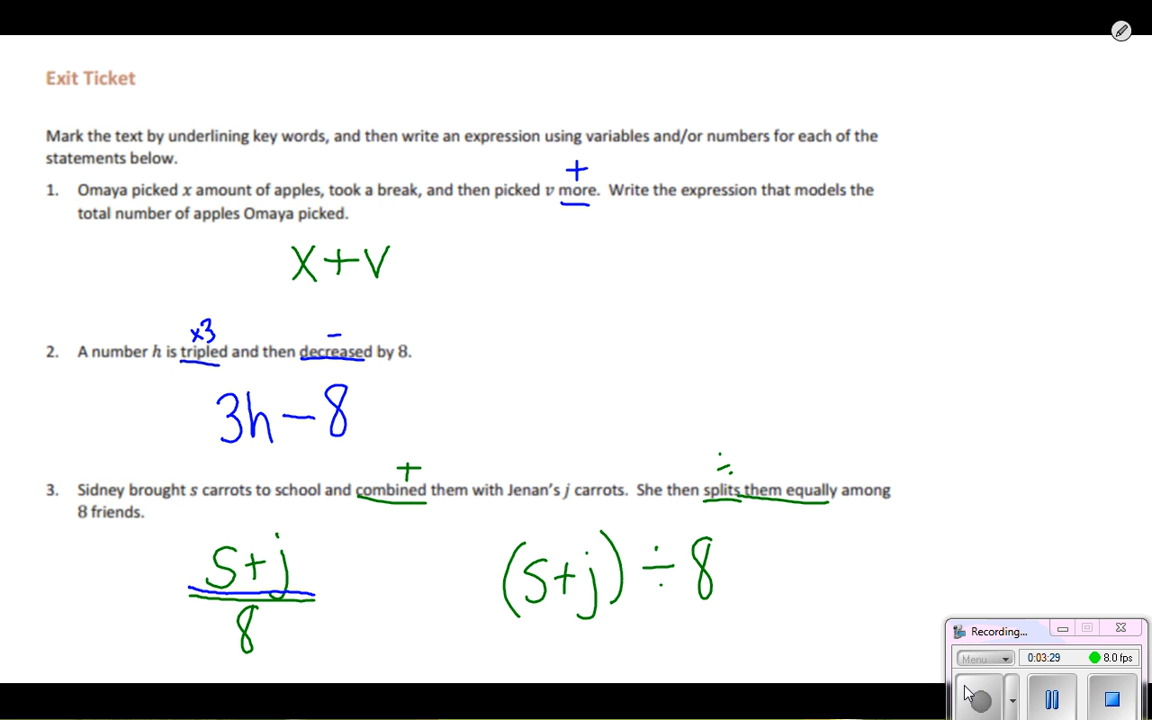 Exit Ticket
Mark the text by underlining key words, and then write an expression using variables and/or numbers for each of the
statements below.
+
1. Omaya picked x amount of apples, took a break, and then picked v more. Write the expression that models the
total number of apples Omaya picked.
x+v
x3 −
2. A number h is tripled and then decreased by 8.
3h − 8
+ ÷
3. Sidney brought s carrots to school and combined them with Jenan's j carrots. She then splits them equally among
8 friends.
s+j (s+j) ÷ 8
8
Recording...
Menu 0:03:29 8.0 fps